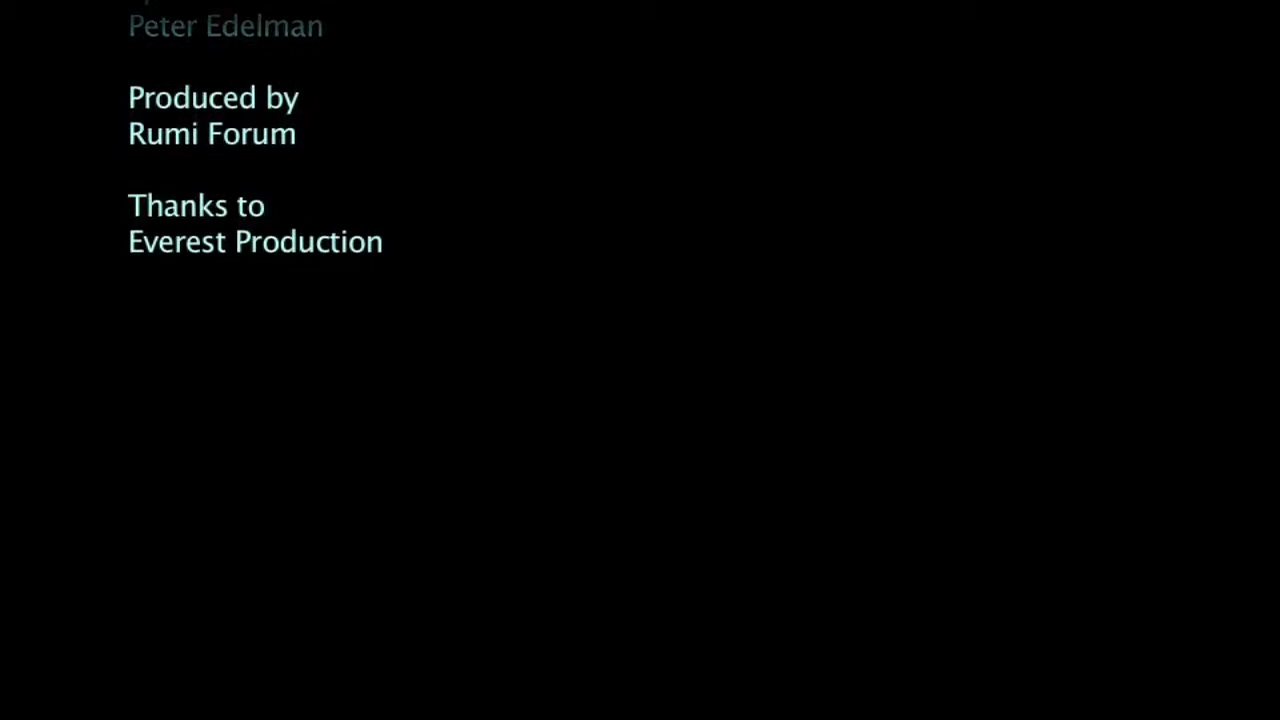 Peter Edelman
Produced by
Rumi Forum
Thanks to
Everest Production